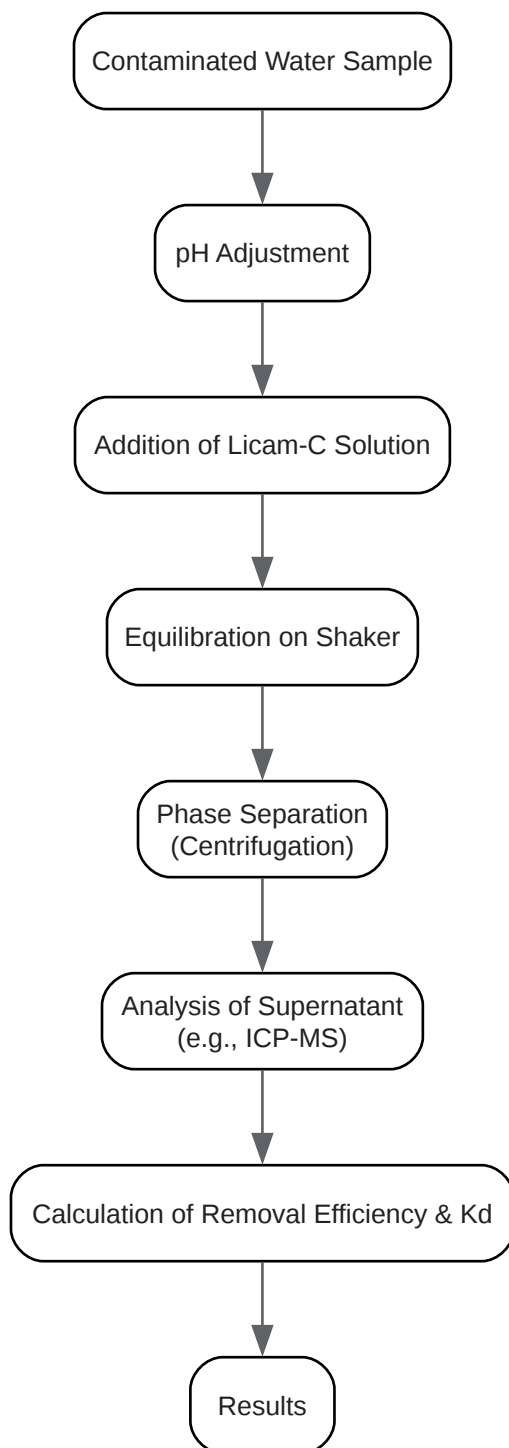 Contaminated Water Sample
pH Adjustment
Addition of Licam-C Solution
Equilibration on Shaker
Phase Separation
(Centrifugation)
Analysis of Supernatant
(e.g., ICP-MS)
Calculation of Removal Efficiency & Kd
Results